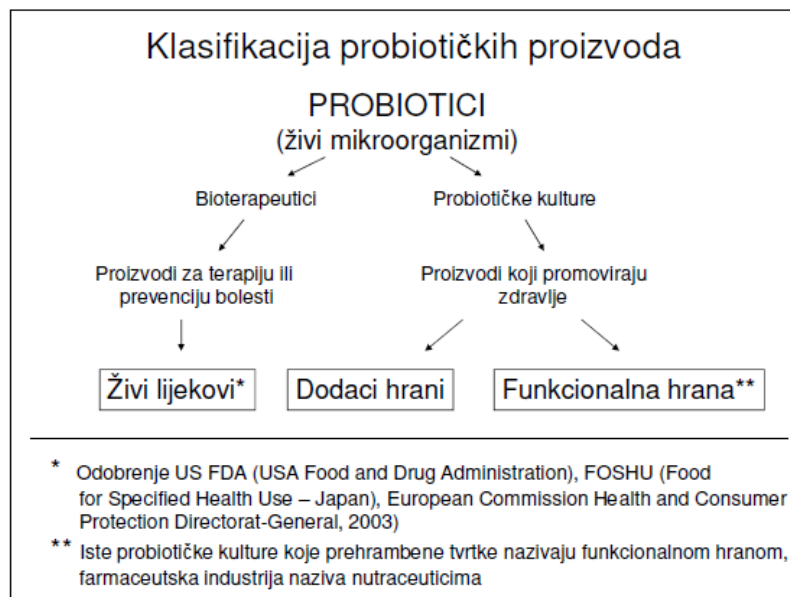 Klasifikacija probiotičkih proizvoda
PROBIOTICI
(živi mikroorganizmi)
Bioterapeutici
Probiotičke kulture
Proizvodi za terapiju ili
prevenciju bolesti
Proizvodi koji promoviraju
zdravlje
Živi lijekovi*
Dodaci hrani
Funkcionalna hrana**
* Odobrenje US FDA (USA Food and Drug Administration), FOSHU (Food
for Specified Health Use – Japan), European Commission Health and Consumer
Protection Directorat-General, 2003)
** Iste probiotičke kulture koje prehrambene tvrtke nazivaju funkcionalnom hranom,
farmaceutska industrija naziva nutraceuticima